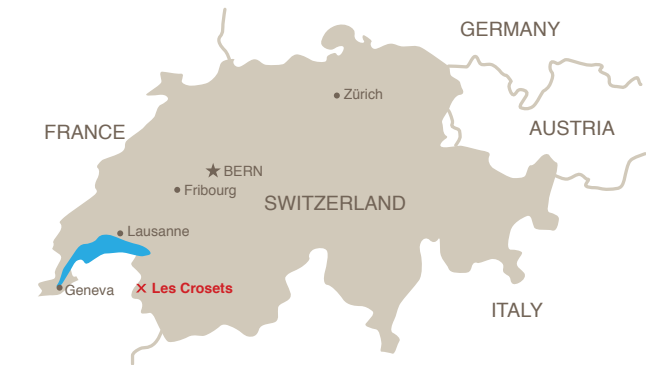 GERMANY
Zürich
FRANCE
AUSTRIA
BERN
Fribourg
SWITZERLAND
Lausanne
Geneva
Les Crosets
ITALY